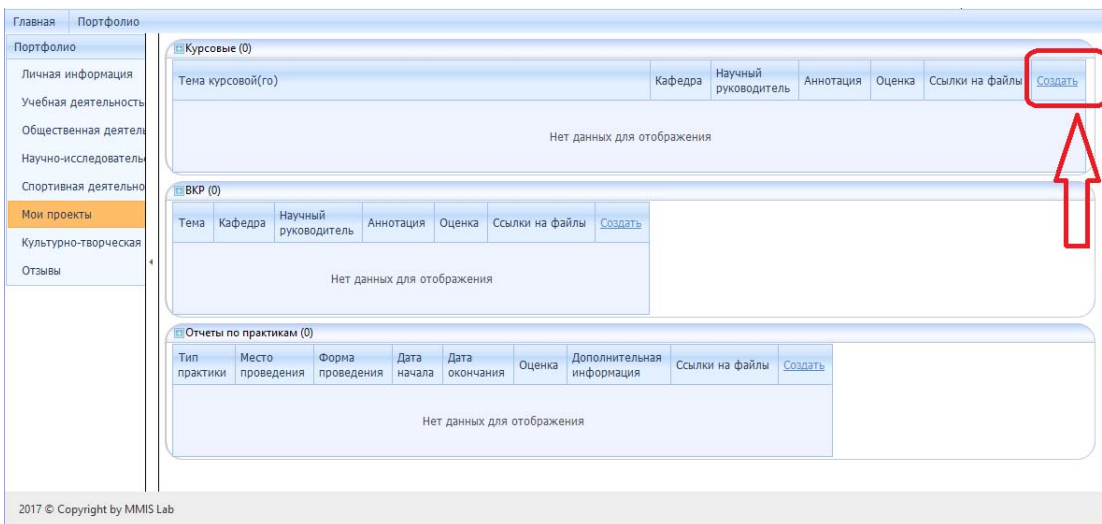 Главная Портфолио
Портфолио
Личная информация
Учебная деятельность
Общественная деятель
Научно-исследователь
Спортивная деятельно
Мои проекты
Культурно-творческая
Отзывы
Курсовые (0)
Тема курсовой(го) Кафедра Научный руководитель Аннотация Оценка Ссылки на файлы Создать
Нет данных для отображения
ВКР (0)
Тема Кафедра Научный руководитель Аннотация Оценка Ссылки на файлы Создать
Нет данных для отображения
Отчеты по практикам (0)
Тип практики Место проведения Форма проведения Дата начала Дата окончания Оценка Дополнительная информация Ссылки на файлы Создать
Нет данных для отображения
2017 © Copyright by MMIS Lab